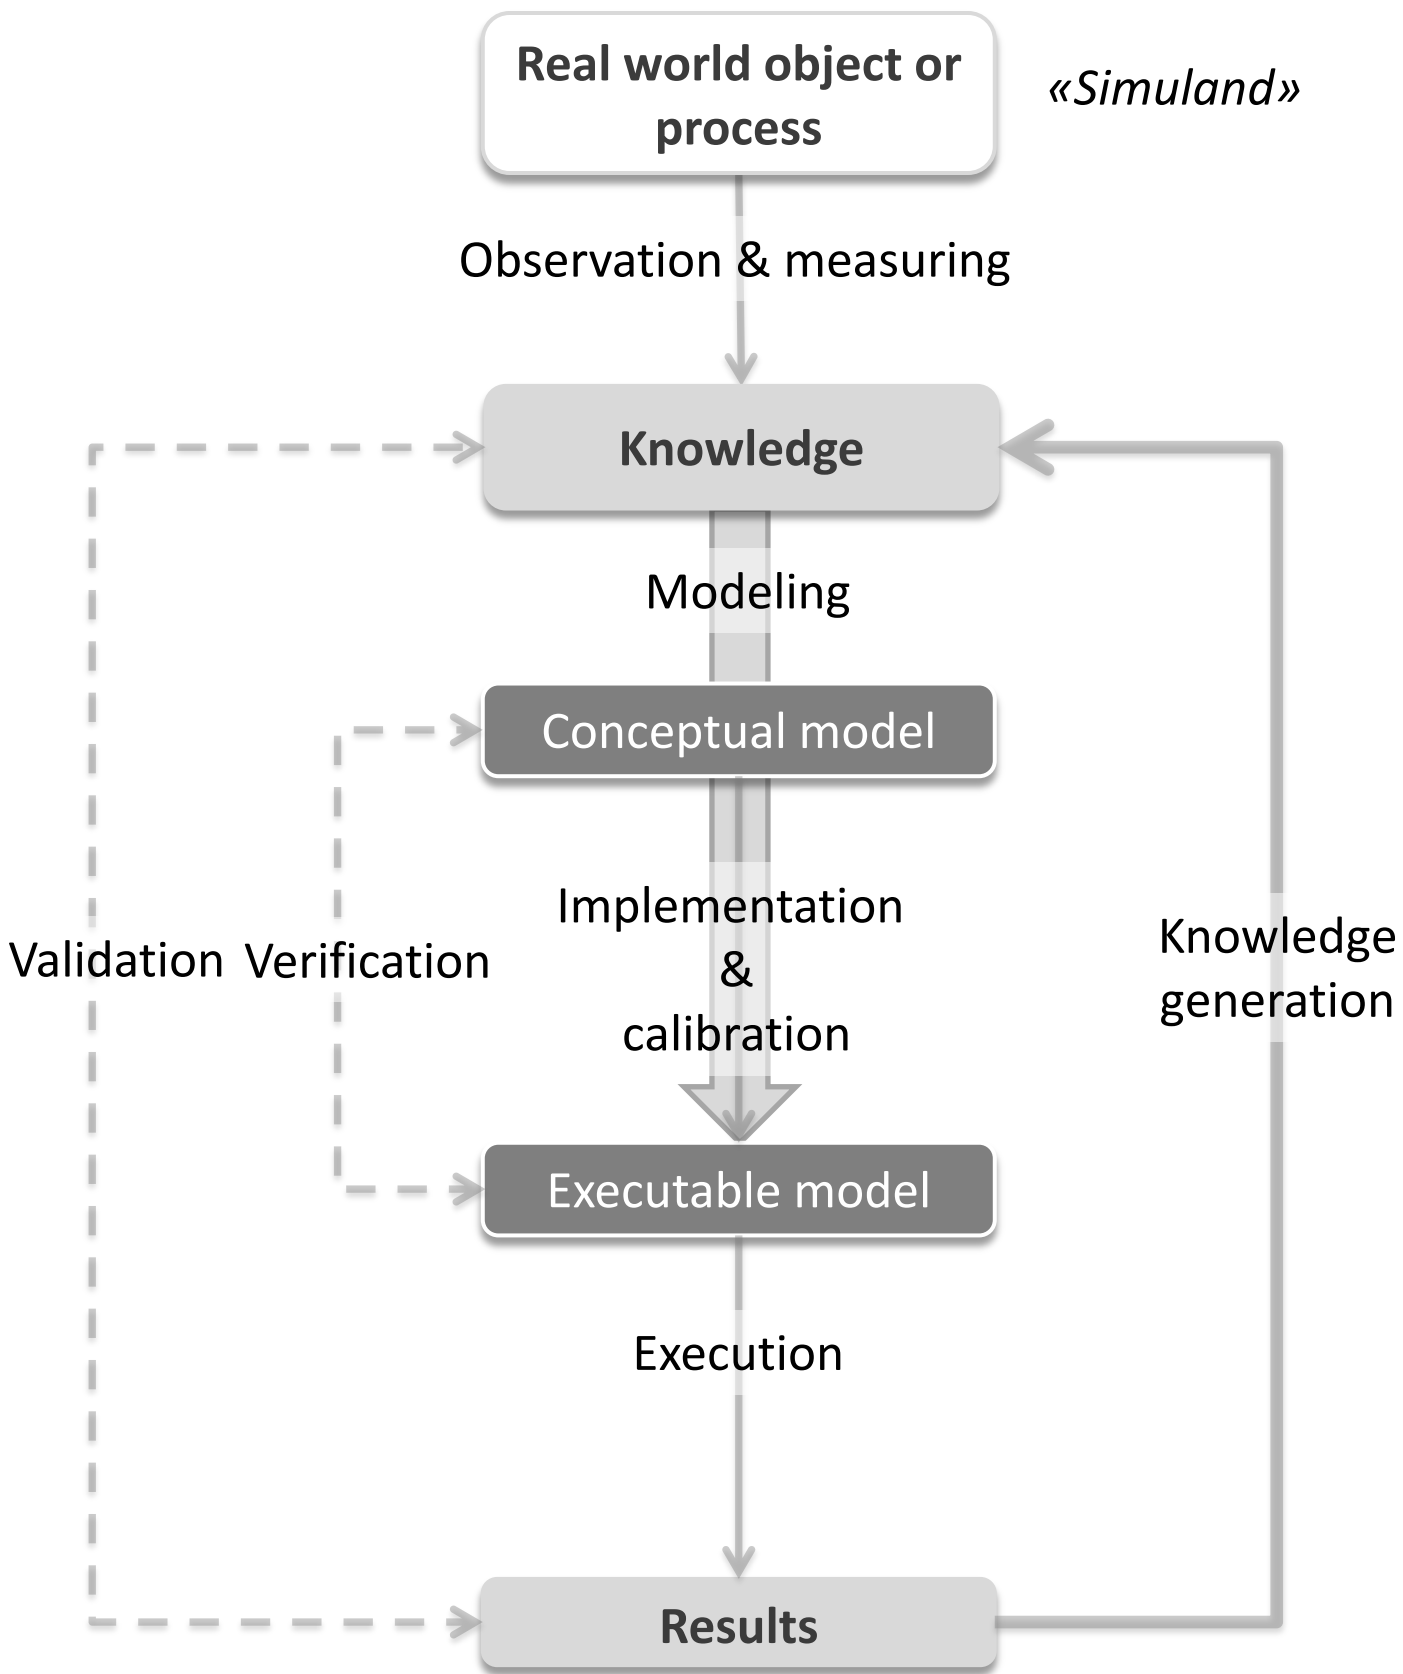 Real world object or
process
«Simuland»
Observation & measuring
Knowledge
Modeling
Conceptual model
Implementation
&
calibration
Validation
Verification
Knowledge
generation
Executable model
Execution
Results